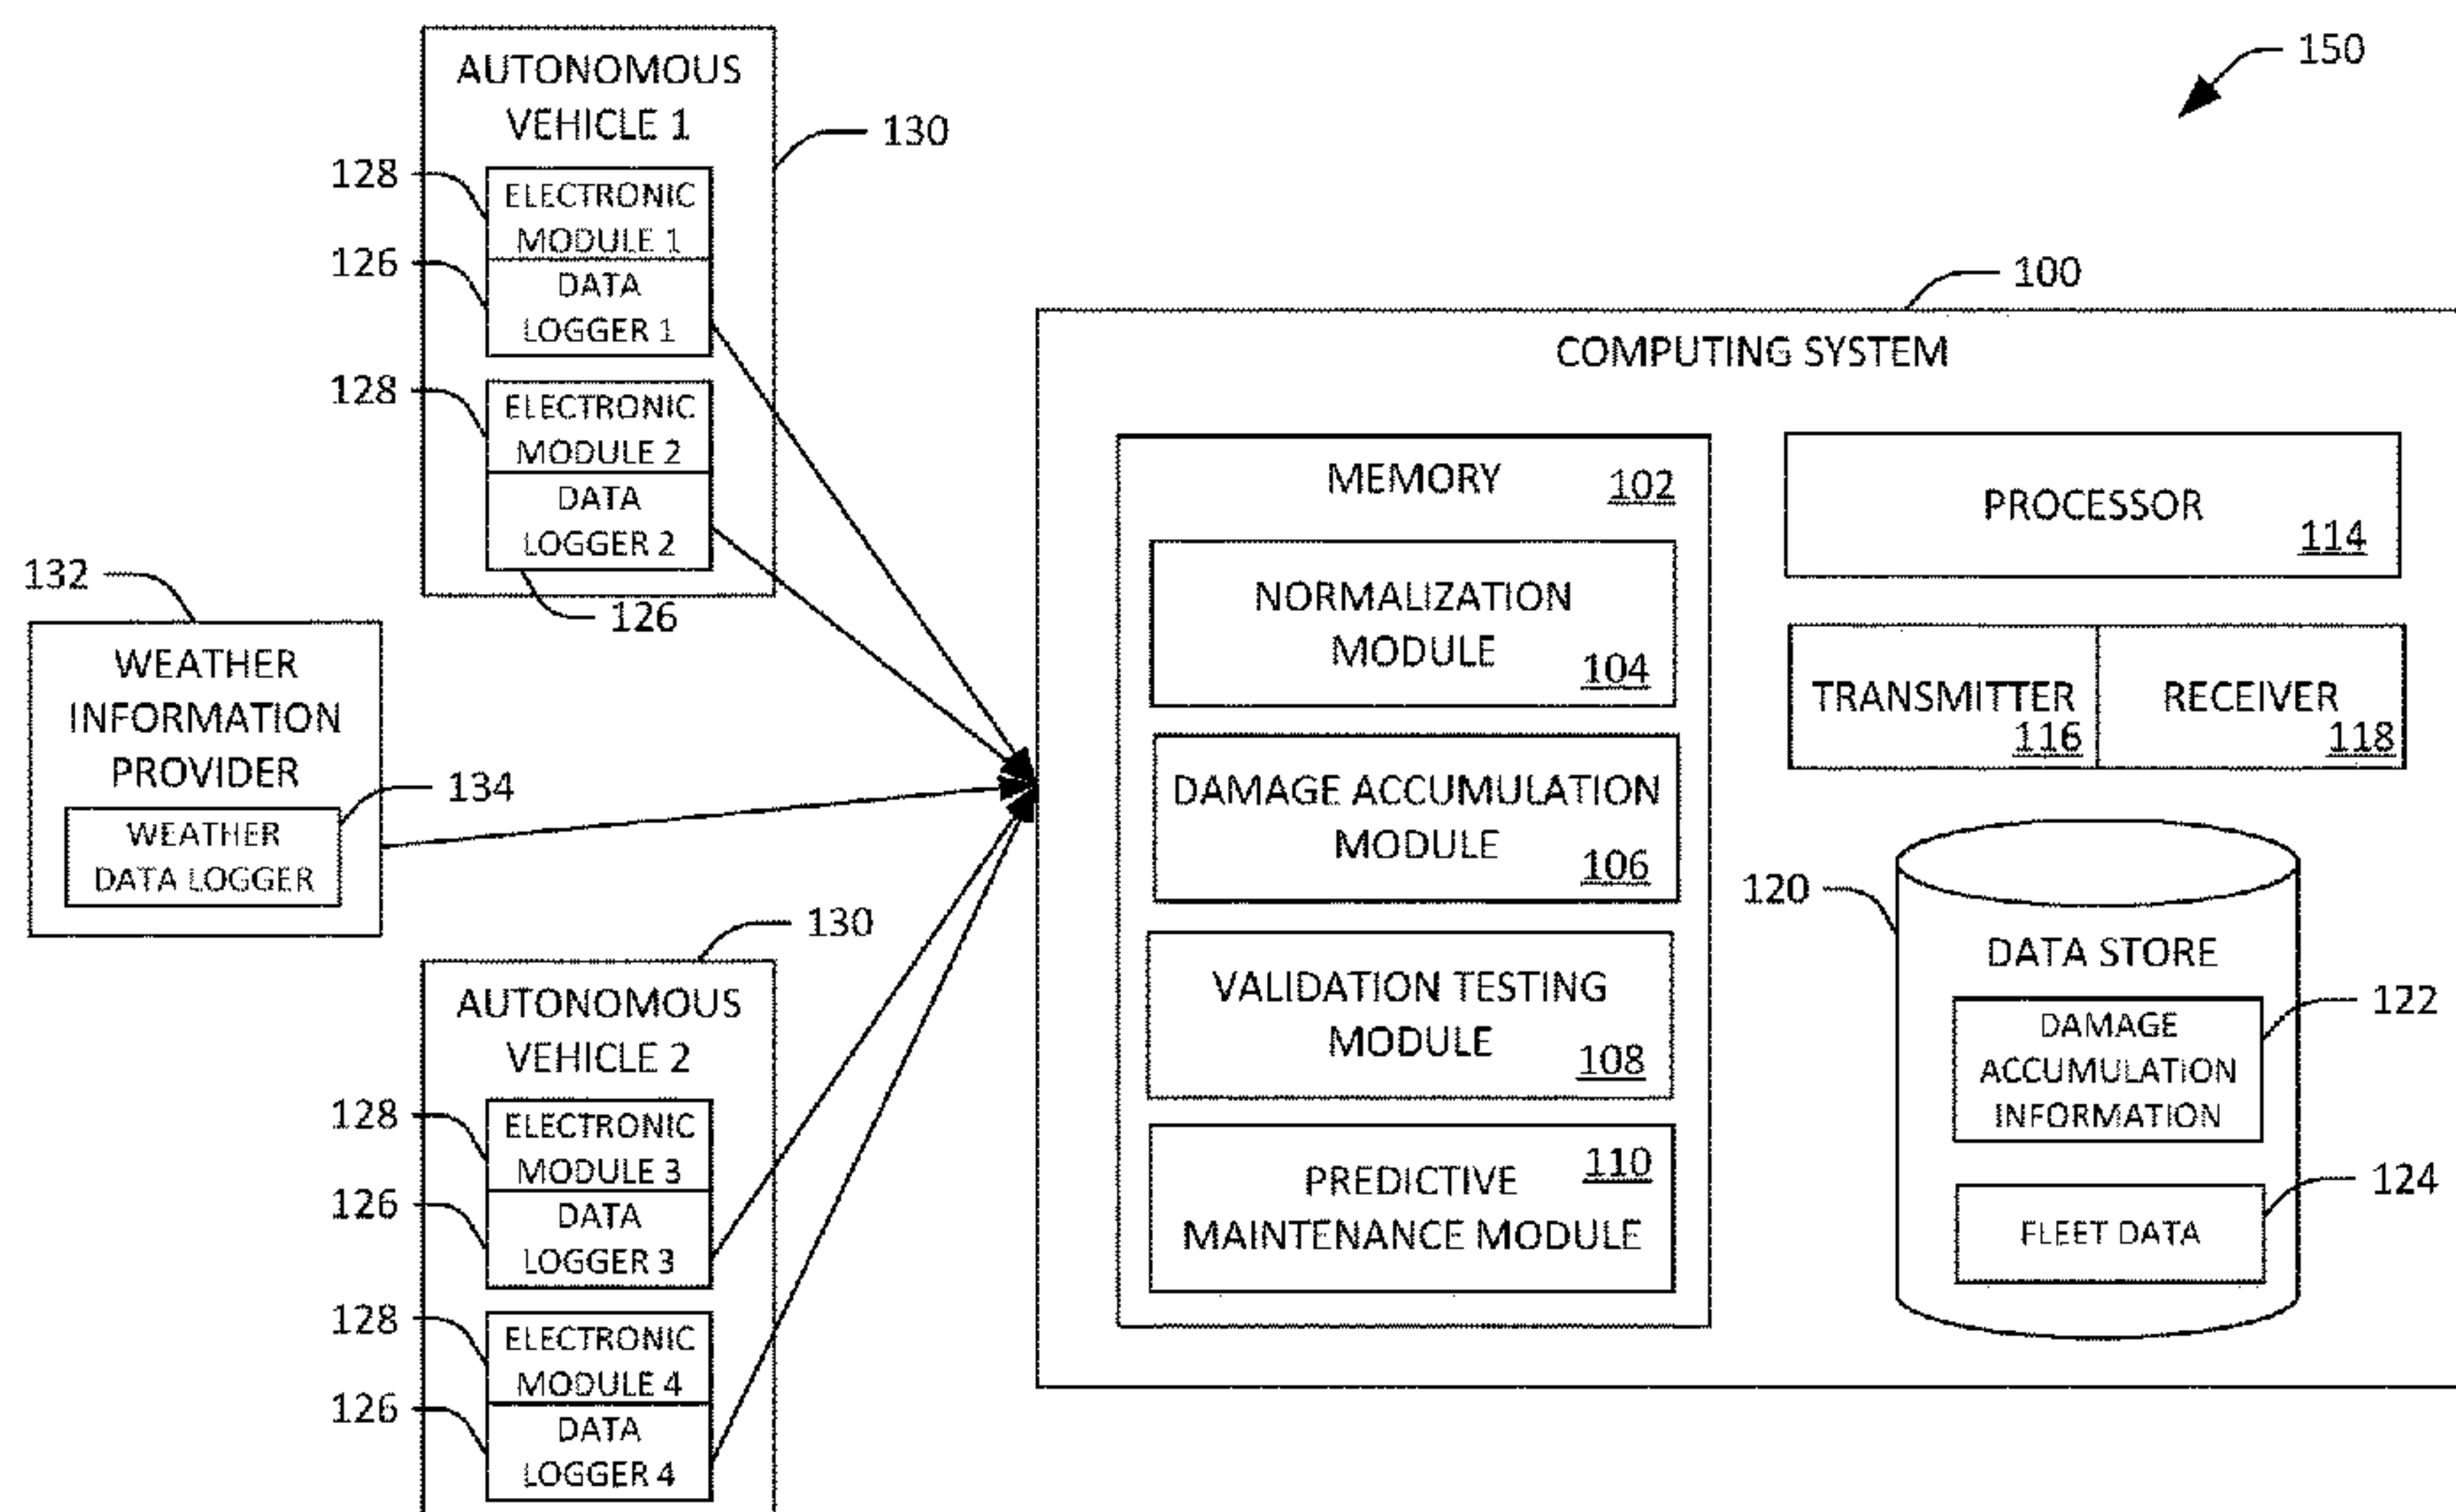 150
AUTONOMOUS
VEHICLE 1
130
128
ELECTRONIC
MODULE 1
126
DATA
LOGGER 1
128
ELECTRONIC
MODULE 2
DATA
LOGGER 2
126
132
WEATHER
INFORMATION
PROVIDER
134
WEATHER
DATA LOGGER
130
AUTONOMOUS
VEHICLE 2
128
ELECTRONIC
MODULE 3
126
DATA
LOGGER 3
128
ELECTRONIC
MODULE 4
126
DATA
LOGGER 4
100
COMPUTING SYSTEM
MEMORY 102
NORMALIZATION
MODULE 104
DAMAGE ACCUMULATION
MODULE 106
VALIDATION TESTING
MODULE 108
PREDICTIVE 110
MAINTENANCE MODULE
PROCESSOR
114
TRANSMITTER
116
RECEIVER
118
120
DATA STORE
122
DAMAGE
ACCUMULATION
INFORMATION
124
FLEET DATA